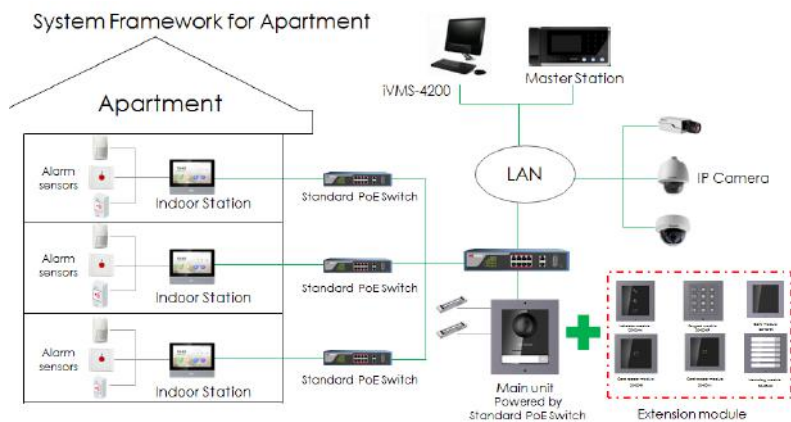 System Framework for Apartment
iVMS-4200
Master Station
Apartment
LAN
IP Camera
Alarm
sensors
Indoor Station
Standard PoE Switch
Alarm
sensors
Indoor Station
Standard PoE Switch
Alarm
sensors
Indoor Station
Standard PoE Switch
Main unit
Powered by
Standard PoE Switch
Extension module